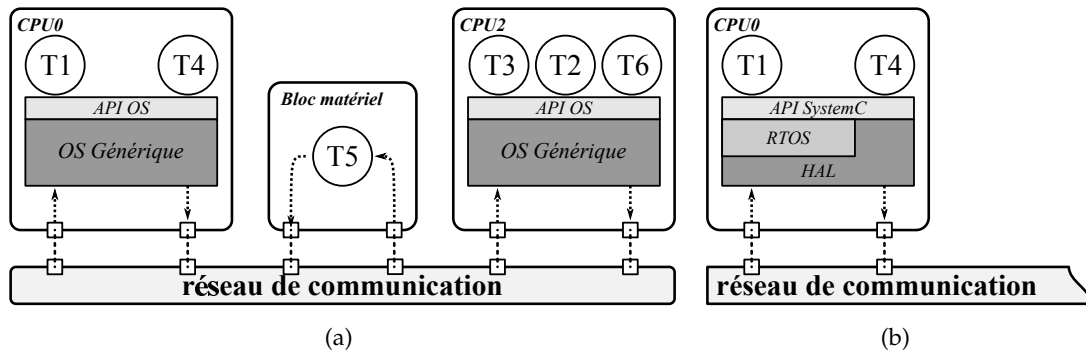 CPU0
T1 T4
API OS
OS Générique
Bloc matériel
T5
CPU2
T3 T2 T6
API OS
OS Générique
réseau de communication
(a)
CPU0
T1 T4
API SystemC
RTOS
HAL
réseau de communication
(b)